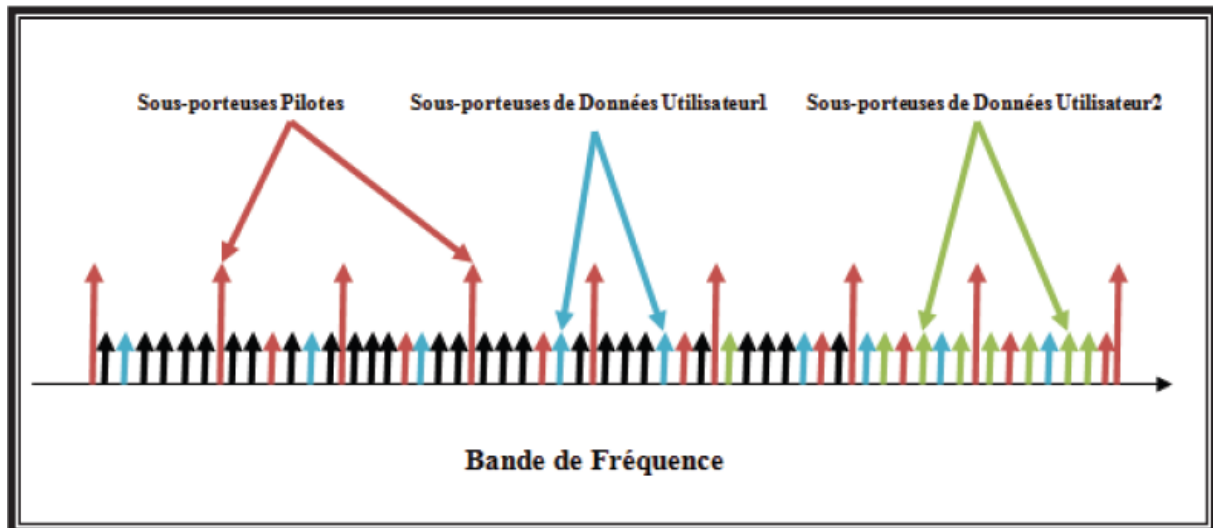 Sous-porteuses Pilotes
Sous-porteuses de Données Utilisateur1
Sous-porteuses de Données Utilisateur2
Bande de Fréquence